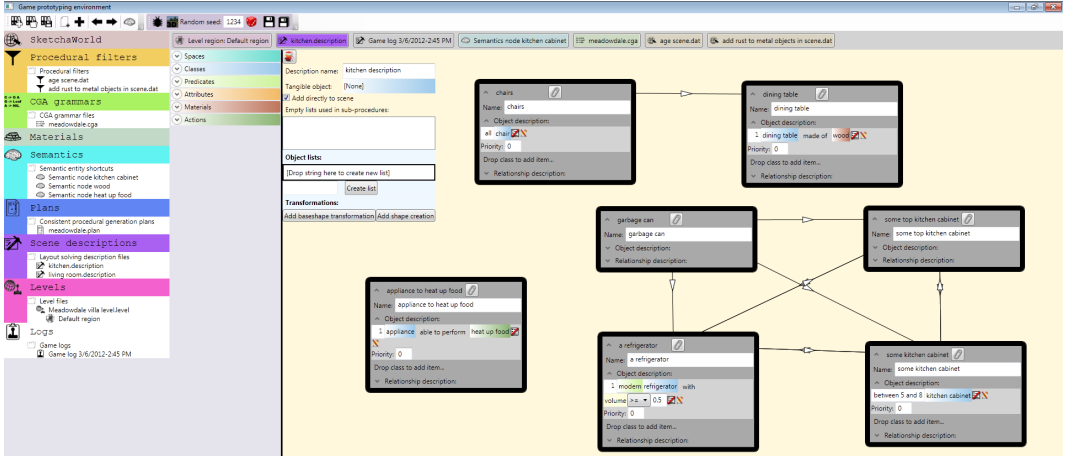 Game prototyping environment
Random seed: 1234
SketchaWorld
Procedural filters
Procedural filters
age scene.dat
add rust to metal objects in scene.dat
CGA grammars
CGA grammar files
meadowdale.cga
Materials
Semantics
Semantic entity shortcuts
Semantic node kitchen cabinet
Semantic node wood
Semantic node heat up food
Plans
Consistent procedural generation plans
meadowdale.plan
Scene descriptions
Layout solving description files
kitchen.description
living room.description
Levels
Level files
Meadowdale villa level.level
Default region
Logs
Game logs
Game log 3/6/2012-2:45 PM
Level region: Default region
kitchen.description
Game log 3/6/2012-2:45 PM
Semantics node kitchen cabinet
meadowdale.cga
age scene.dat
add rust to metal objects in scene.dat
Spaces
Classes
Predicates
Attributes
Materials
Actions
Description name: kitchen description
Tangible object: [None]
Add directly to scene
Empty lists used in sub-procedures:
Object lists:
[Drop string here to create new list]
Create list
Transformations:
Add baseshape transformation Add shape creation
chairs
Name: chairs
Object description:
all chair
Priority: 0
Drop class to add item...
Relationship description:
dining table
Name: dining table
Object description:
1 dining table made of wood
Priority: 0
Drop class to add item...
Relationship description:
garbage can
Name: garbage can
Object description:
Relationship description:
some top kitchen cabinet
Name: some top kitchen cabinet
Object description:
Relationship description:
appliance to heat up food
Name: appliance to heat up food
Object description:
1 appliance able to perform heat up food
Priority: 0
Drop class to add item...
Relationship description:
a refrigerator
Name: a refrigerator
Object description:
1 modern refrigerator with
volume >= 0.5
Priority: 0
Drop class to add item...
Relationship description:
some kitchen cabinet
Name: some kitchen cabinet
Object description:
between 5 and 8 kitchen cabinet
Priority: 0
Drop class to add item...
Relationship description: